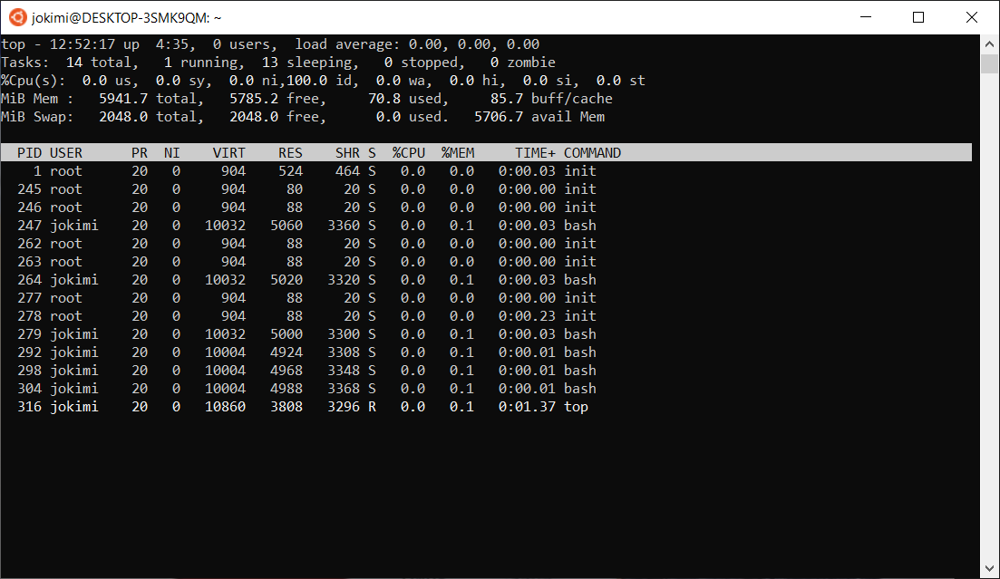 jokimi@DESKTOP-3SMK9QM: ~
top - 12:52:17 up  4:35,  0 users,  load average: 0.00, 0.00, 0.00
Tasks:  14 total,   1 running,  13 sleeping,   0 stopped,   0 zombie
%Cpu(s):  0.0 us,  0.0 sy,  0.0 ni,100.0 id,  0.0 wa,  0.0 hi,  0.0 si,  0.0 st
MiB Mem :   5941.7 total,   5785.2 free,     70.8 used,     85.7 buff/cache
MiB Swap:   2048.0 total,   2048.0 free,      0.0 used.   5706.7 avail Mem
  PID USER      PR  NI    VIRT    RES    SHR S  %CPU  %MEM     TIME+ COMMAND
    1 root      20   0     904    524    464 S   0.0   0.0   0:00.03 init
  245 root      20   0     904     80     20 S   0.0   0.0   0:00.00 init
  246 root      20   0     904     88     20 S   0.0   0.0   0:00.00 init
  247 jokimi    20   0   10032   5060   3360 S   0.0   0.1   0:00.03 bash
  262 root      20   0     904     88     20 S   0.0   0.0   0:00.00 init
  263 root      20   0     904     88     20 S   0.0   0.0   0:00.00 init
  264 jokimi    20   0   10032   5020   3320 S   0.0   0.1   0:00.03 bash
  277 root      20   0     904     88     20 S   0.0   0.0   0:00.00 init
  278 root      20   0     904     88     20 S   0.0   0.0   0:00.23 init
  279 jokimi    20   0   10032   5000   3300 S   0.0   0.1   0:00.03 bash
  292 jokimi    20   0   10004   4924   3308 S   0.0   0.1   0:00.01 bash
  298 jokimi    20   0   10004   4968   3348 S   0.0   0.1   0:00.01 bash
  304 jokimi    20   0   10004   4988   3368 S   0.0   0.1   0:00.01 bash
  316 jokimi    20   0   10860   3808   3296 R   0.0   0.1   0:01.37 top